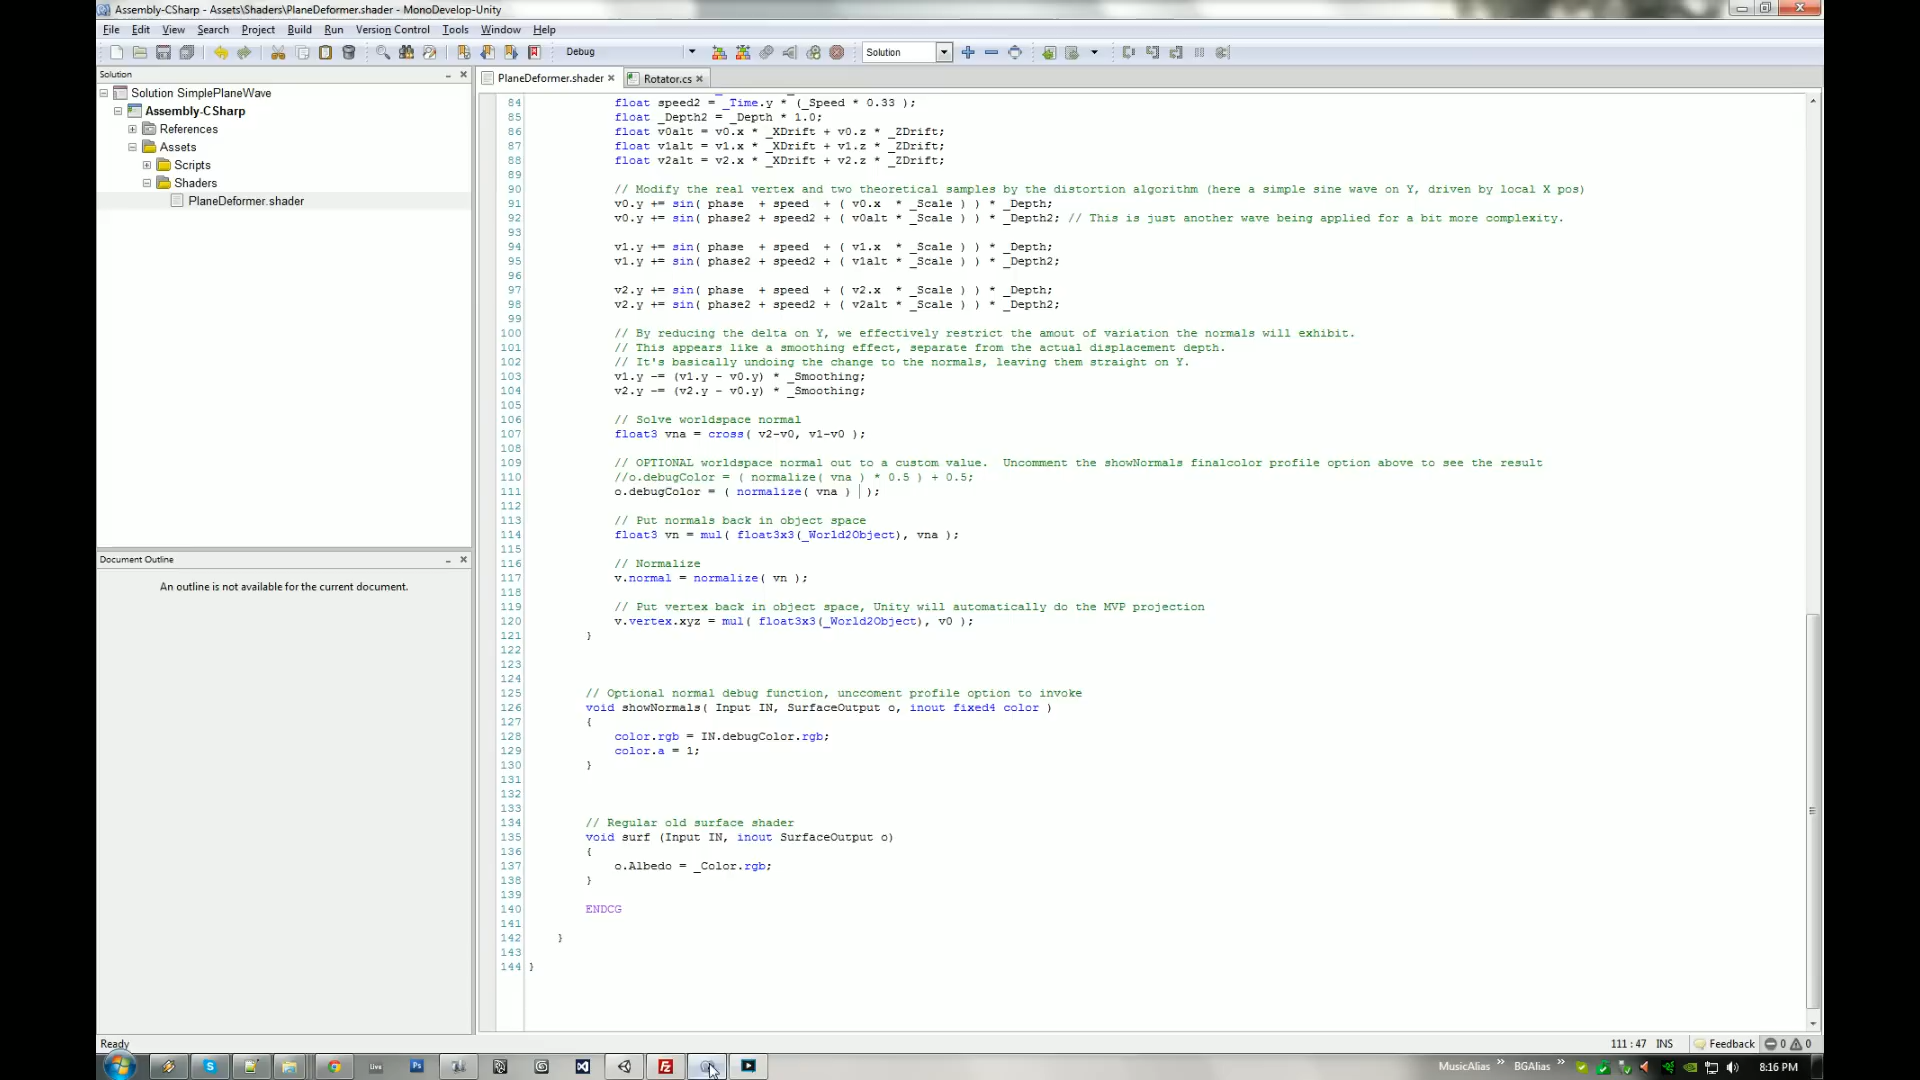 Assembly-CSharp - Assets\Shaders\PlaneDeformer.shader - MonoDevelop-Unity
File Edit View Search Project Build Run Version Control Tools Window Help
Debug
Solution
Solution
PlaneDeformer.shader
Rotator.cs
Solution SimplePlaneWave
Assembly-CSharp
References
Assets
Scripts
Shaders
PlaneDeformer.shader
Document Outline
An outline is not available for the current document.
84 float speed2 = _Time.y * (_Speed * 0.33 );
85 float _Depth2 = _Depth * 1.0;
86 float v0alt = v0.x * _XDrift + v0.z * _ZDrift;
87 float v1alt = v1.x * _XDrift + v1.z * _ZDrift;
88 float v2alt = v2.x * _XDrift + v2.z * _ZDrift;
89
90 // Modify the real vertex and two theoretical samples by the distortion algorithm (here a simple sine wave on Y, driven by local X pos)
91 v0.y += sin( phase + speed + ( v0.x * _Scale ) ) * _Depth;
92 v0.y += sin( phase2 + speed2 + ( v0alt * _Scale ) ) * _Depth2; // This is just another wave being applied for a bit more complexity.
93
94 v1.y += sin( phase + speed + ( v1.x * _Scale ) ) * _Depth;
95 v1.y += sin( phase2 + speed2 + ( v1alt * _Scale ) ) * _Depth2;
96
97 v2.y += sin( phase + speed + ( v2.x * _Scale ) ) * _Depth;
98 v2.y += sin( phase2 + speed2 + ( v2alt * _Scale ) ) * _Depth2;
99
100 // By reducing the delta on Y, we effectively restrict the amout of variation the normals will exhibit.
101 // This appears like a smoothing effect, separate from the actual displacement depth.
102 // It's basically undoing the change to the normals, leaving them straight on Y.
103 v1.y -= (v1.y - v0.y) * _Smoothing;
104 v2.y -= (v2.y - v0.y) * _Smoothing;
105
106 // Solve worldspace normal
107 float3 vna = cross( v2-v0, v1-v0 );
108
109 // OPTIONAL worldspace normal out to a custom value. Uncomment the showNormals finalcolor profile option above to see the result
110 //o.debugColor = ( normalize( vna ) * 0.5 ) + 0.5;
111 o.debugColor = ( normalize( vna ) );
112
113 // Put normals back in object space
114 float3 vn = mul( float3x3(_World2Object), vna );
115
116 // Normalize
117 v.normal = normalize( vn );
118
119 // Put vertex back in object space, Unity will automatically do the MVP projection
120 v.vertex.xyz = mul( float3x3(_World2Object), v0 );
121 }
122
123
124
125 // Optional normal debug function, unccoment profile option to invoke
126 void showNormals( Input IN, SurfaceOutput o, inout fixed4 color )
127 {
128 color.rgb = IN.debugColor.rgb;
129 color.a = 1;
130 }
131
132
133
134 // Regular old surface shader
135 void surf (Input IN, inout SurfaceOutput o)
136 {
137 o.Albedo = _Color.rgb;
138 }
139
140 ENDCG
141
142 }
143
144 }
Ready
111 : 47 INS Feedback 0 0
MusicAlias » BGAlias » 8:16 PM